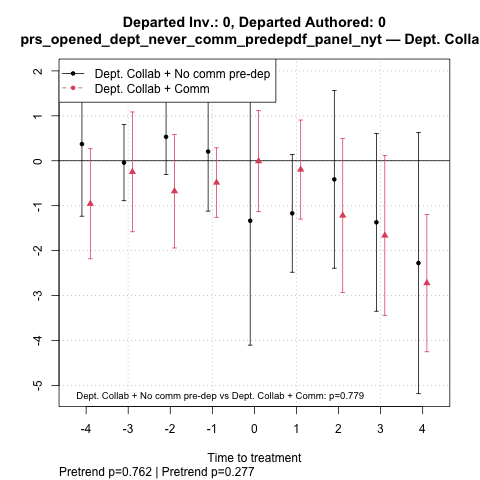 Departed Inv.: 0, Departed Authored: 0
prs_opened_dept_never_comm_predepdf_panel_nyt — Dept. Colla
Dept. Collab + No comm pre-dep
Dept. Collab + Comm
2
1
0
-1
-2
-3
-4
-5
Dept. Collab + No comm pre-dep vs Dept. Collab + Comm: p=0.779
-4 -3 -2 -1 0 1 2 3 4
Time to treatment
Pretrend p=0.762 | Pretrend p=0.277